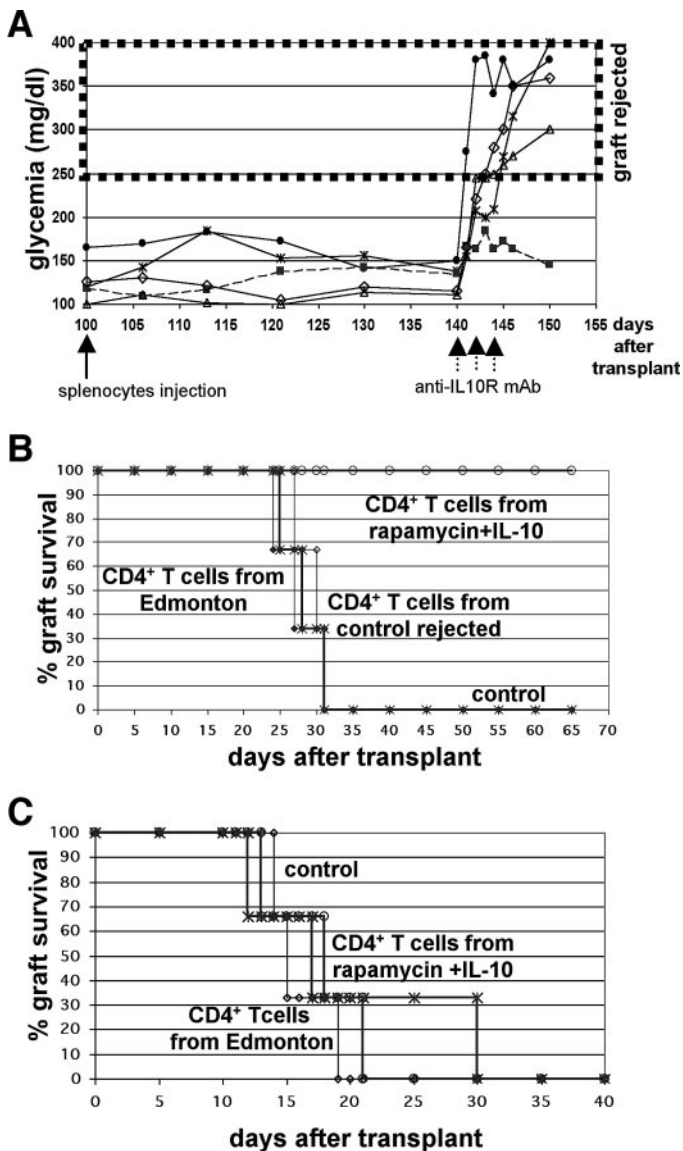 A
glycemia (mg/dl)
400
350
300
250
200
150
100
graft rejected
100 105 110 115 120 125 130 135 140 145 150 155
days
after
transplant
splenocytes injection
anti-IL10R mAb
B
% graft survival
100
90
80
70
60
50
40
30
20
10
0
CD4+ T cells from
rapamycin+IL-10
CD4+ T cells from
Edmonton
CD4+ T cells from
control rejected
control
0 5 10 15 20 25 30 35 40 45 50 55 60 65 70
days after transplant
C
% graft survival
100
90
80
70
60
50
40
30
20
10
0
control
CD4+ T cells from
rapamycin +IL-10
CD4+ Tcells
from Edmonton
0 5 10 15 20 25 30 35 40
days after transplant